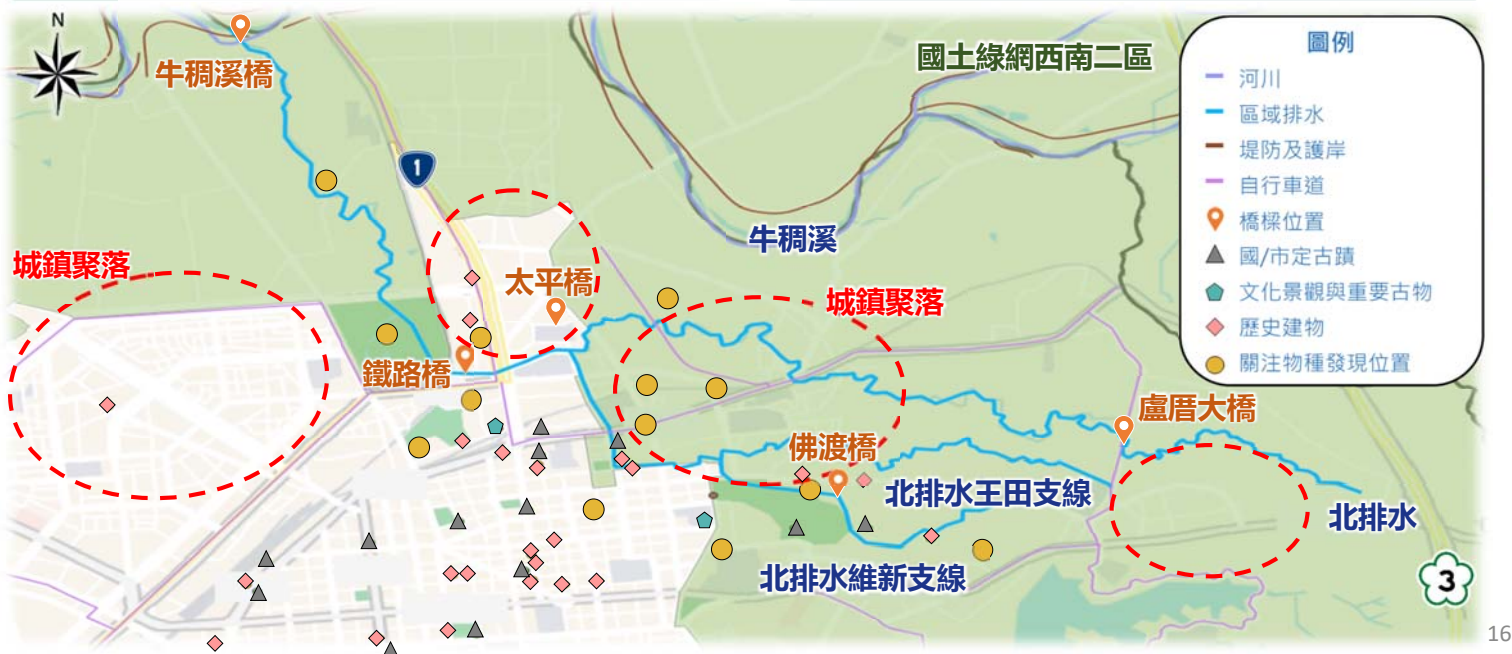 N
牛稠溪橋
國土綠網西南二區
圖例
河川
區域排水
堤防及護岸
自行車道
橋樑位置
國/市定古蹟
文化景觀與重要古物
歷史建物
關注物種發現位置
1
牛稠溪
城鎮聚落
太平橋
城鎮聚落
鐵路橋
盧厝大橋
佛渡橋
北排水王田支線
北排水
北排水維新支線
3
16